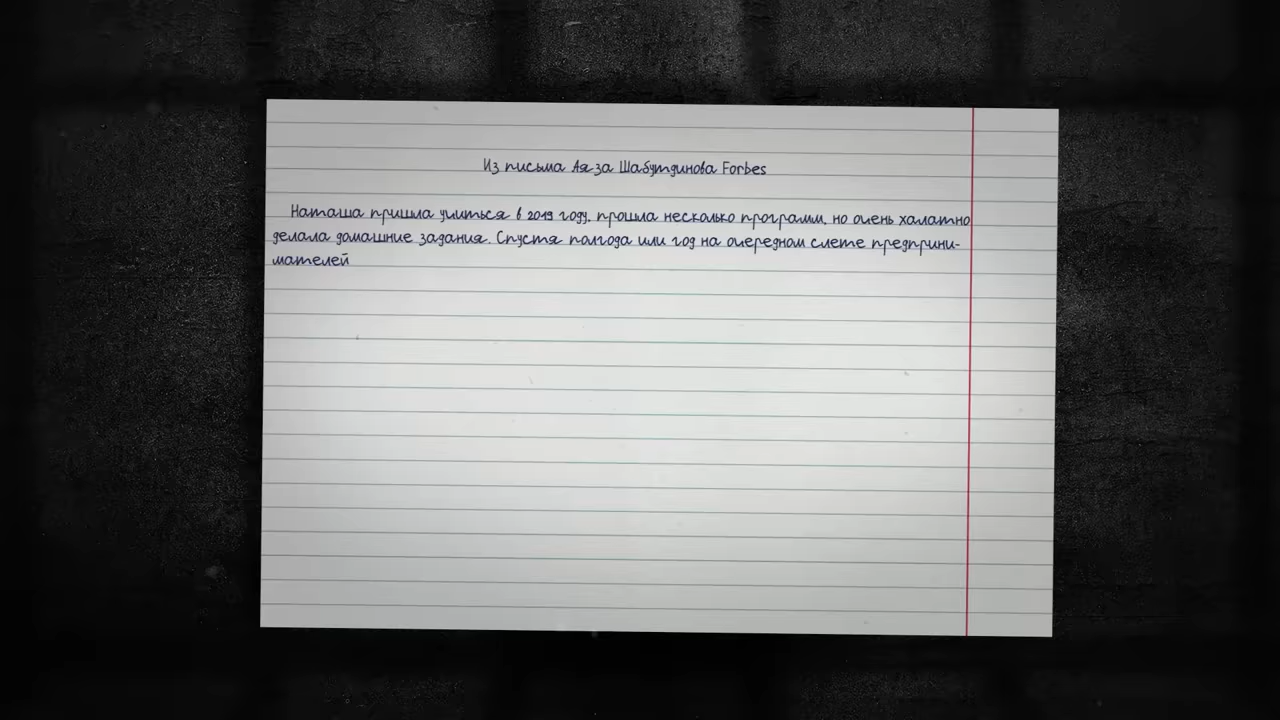 Из письма Аяза Шабутдинова Forbes
Наташа пришла учиться в 2019 году, прошла несколько программ, но очень халатно
делала домашние задания. Спустя полгода или год на очередном слете предприни-
мателей